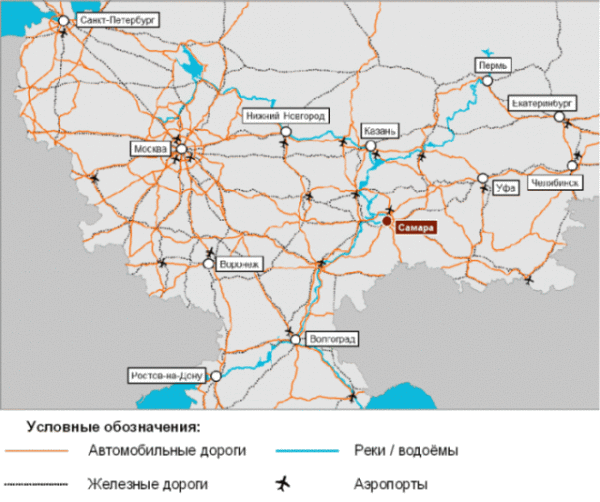 Санкт-Петербург
Пермь
Екатеринбург
Нижний Новгород
Казань
Москва
Челябинск
Уфа
Самара
Воронеж
Волгоград
Ростов-на-Дону
Условные обозначения:
Автомобильные дороги
Реки / водоёмы
Железные дороги
Аэропорты